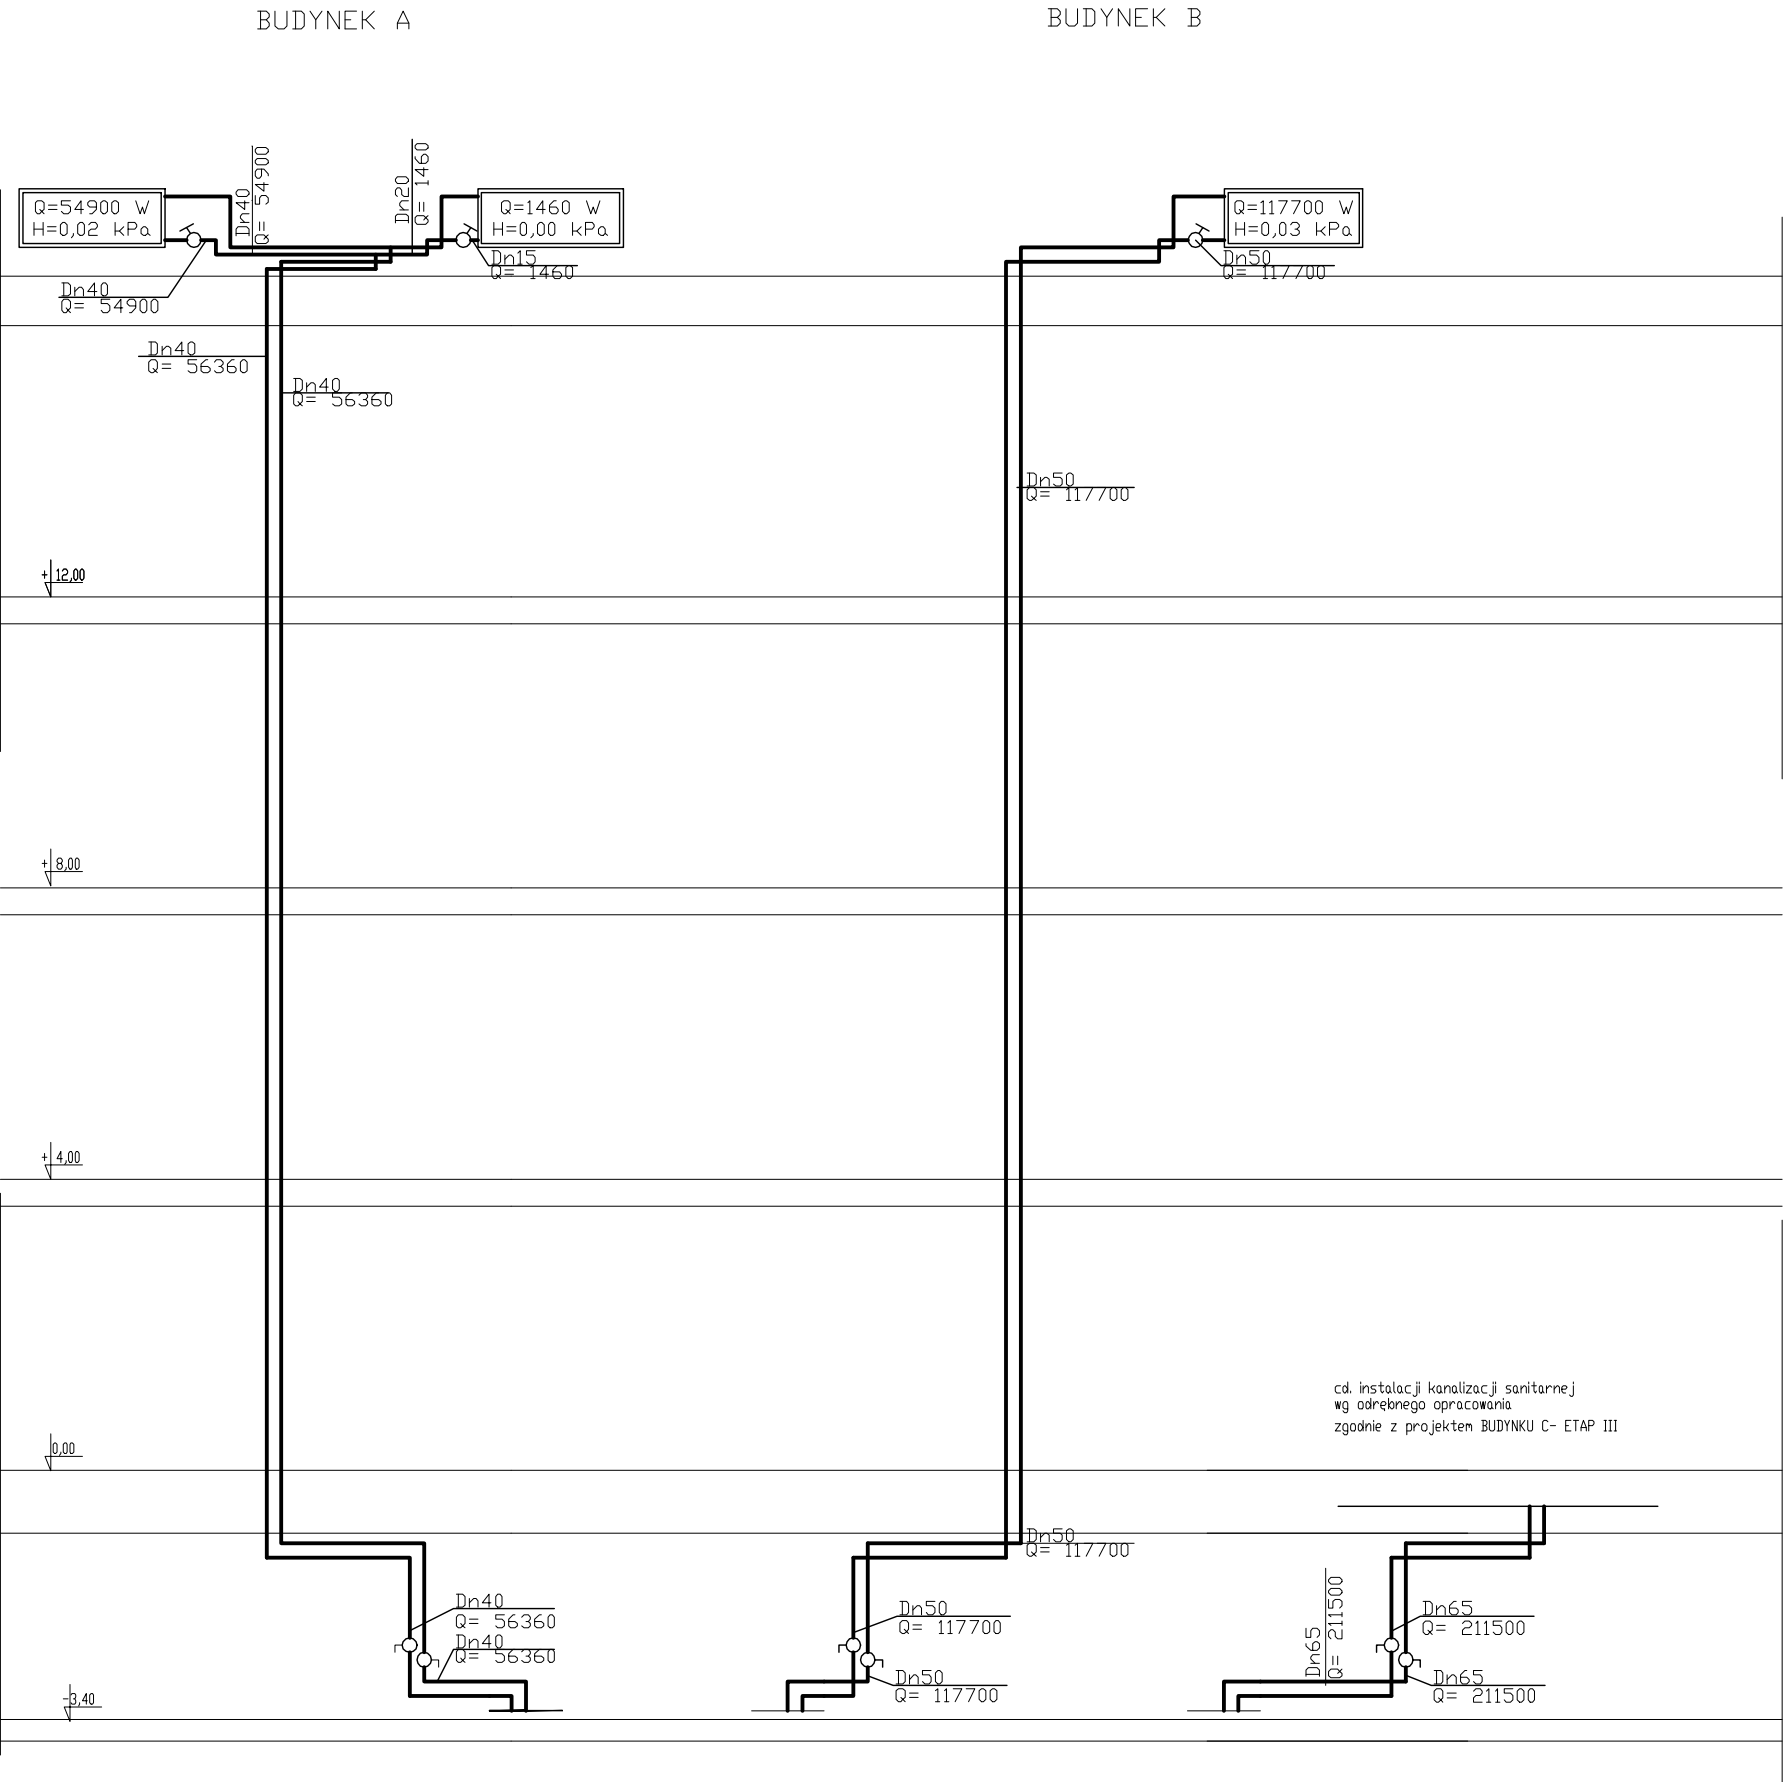 BUDYNEK A
BUDYNEK B
Dn40
Q= 54900
Dn20
Q= 1460
Q=54900 W
H=0,02 kPa
Q=1460 W
H=0,00 kPa
Q=117700 W
H=0,03 kPa
Dn15
Q= 1460
Dn50
Q= 117700
Dn40
Q= 54900
Dn40
Q= 56360
Dn40
Q= 56360
Dn50
Q= 117700
+ 12,00
+ 8,00
+ 4,00
cd. instalacji kanalizacji sanitarnej
wg odrębnego opracowania
zgodnie z projektem BUDYNKU C- ETAP III
0,00
Dn50
Q= 117700
Dn40
Q= 56360
Dn40
Q= 56360
Dn50
Q= 117700
Dn50
Q= 117700
Dn65
Q= 211500
Dn65
Q= 211500
Dn65
Q= 211500
-3,40